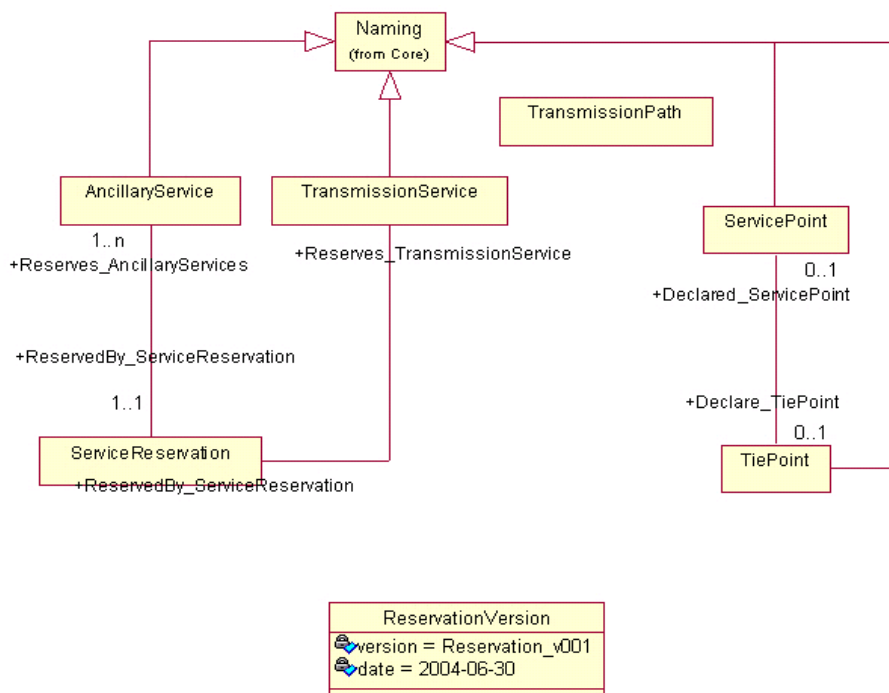 Naming
(from Core)
TransmissionPath
AncillaryService
TransmissionService
ServicePoint
1..n
+Reserves_AncillaryServices
+Reserves_TransmissionService
0..1
+Declared_ServicePoint
+ReservedBy_ServiceReservation
1..1
+Declare_TiePoint
0..1
ServiceReservation
+ReservedBy_ServiceReservation
TiePoint
ReservationVersion
version = Reservation_v001
date = 2004-06-30